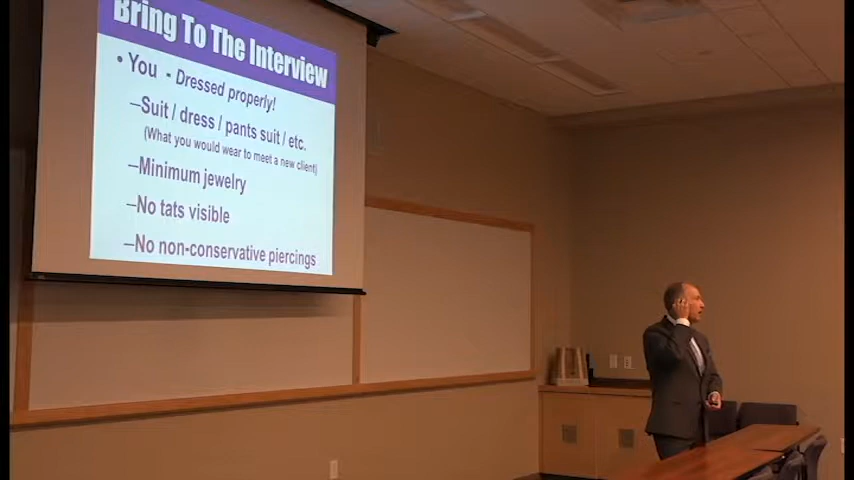 Bring To The Interview
• You - Dressed properly!
–Suit / dress / pants suit / etc.
(What you would wear to meet a new client)
–Minimum jewelry
–No tats visible
–No non-conservative piercings